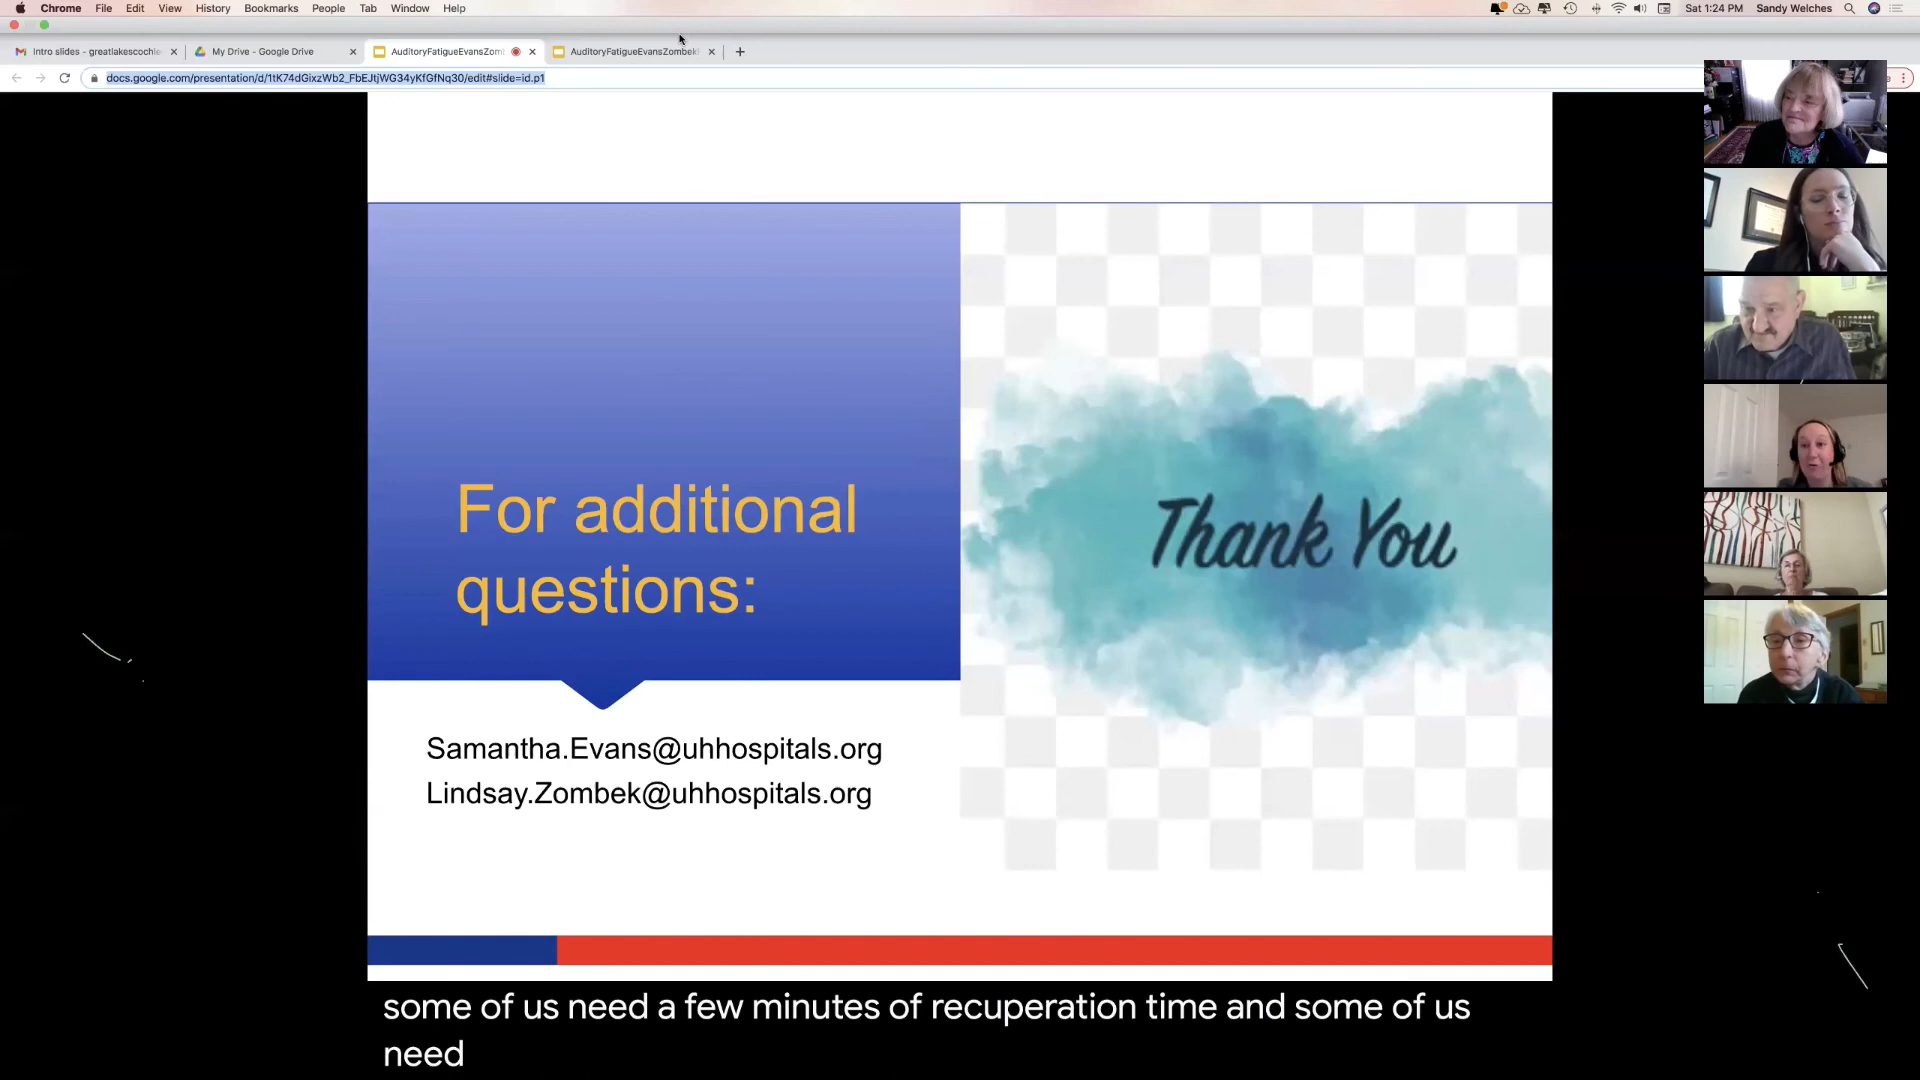 Chrome File Edit View History Bookmarks People Tab Window Help Sat 1:24 PM Sandy Welches
Intro slides - greatlakescochle My Drive - Google Drive AuditoryFatigueEvansZom AuditoryFatigueEvansZombek
docs.google.com/presentation/d/1tK74dGixzWb2_FbEJtjWG34yKfGfNq30/edit#slide=id.p1
For additional
questions:
Thank You
Samantha.Evans@uhhospitals.org
Lindsay.Zombek@uhhospitals.org
some of us need a few minutes of recuperation time and some of us
need